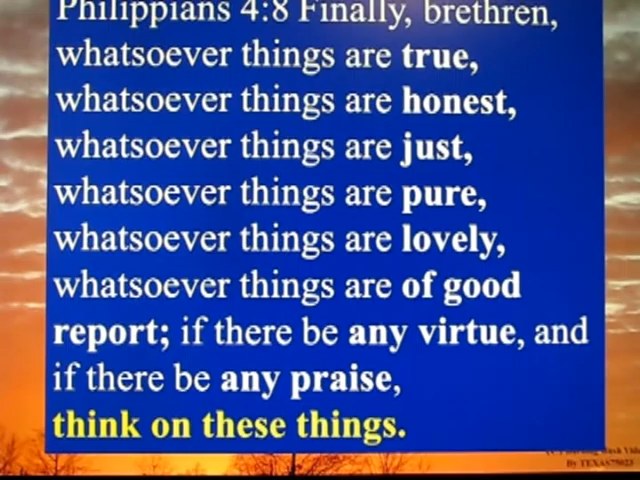 Philippians 4:8 Finally, brethren,
whatsoever things are true,
whatsoever things are honest,
whatsoever things are just,
whatsoever things are pure,
whatsoever things are lovely,
whatsoever things are of good
report; if there be any virtue, and
if there be any praise,
think on these things.